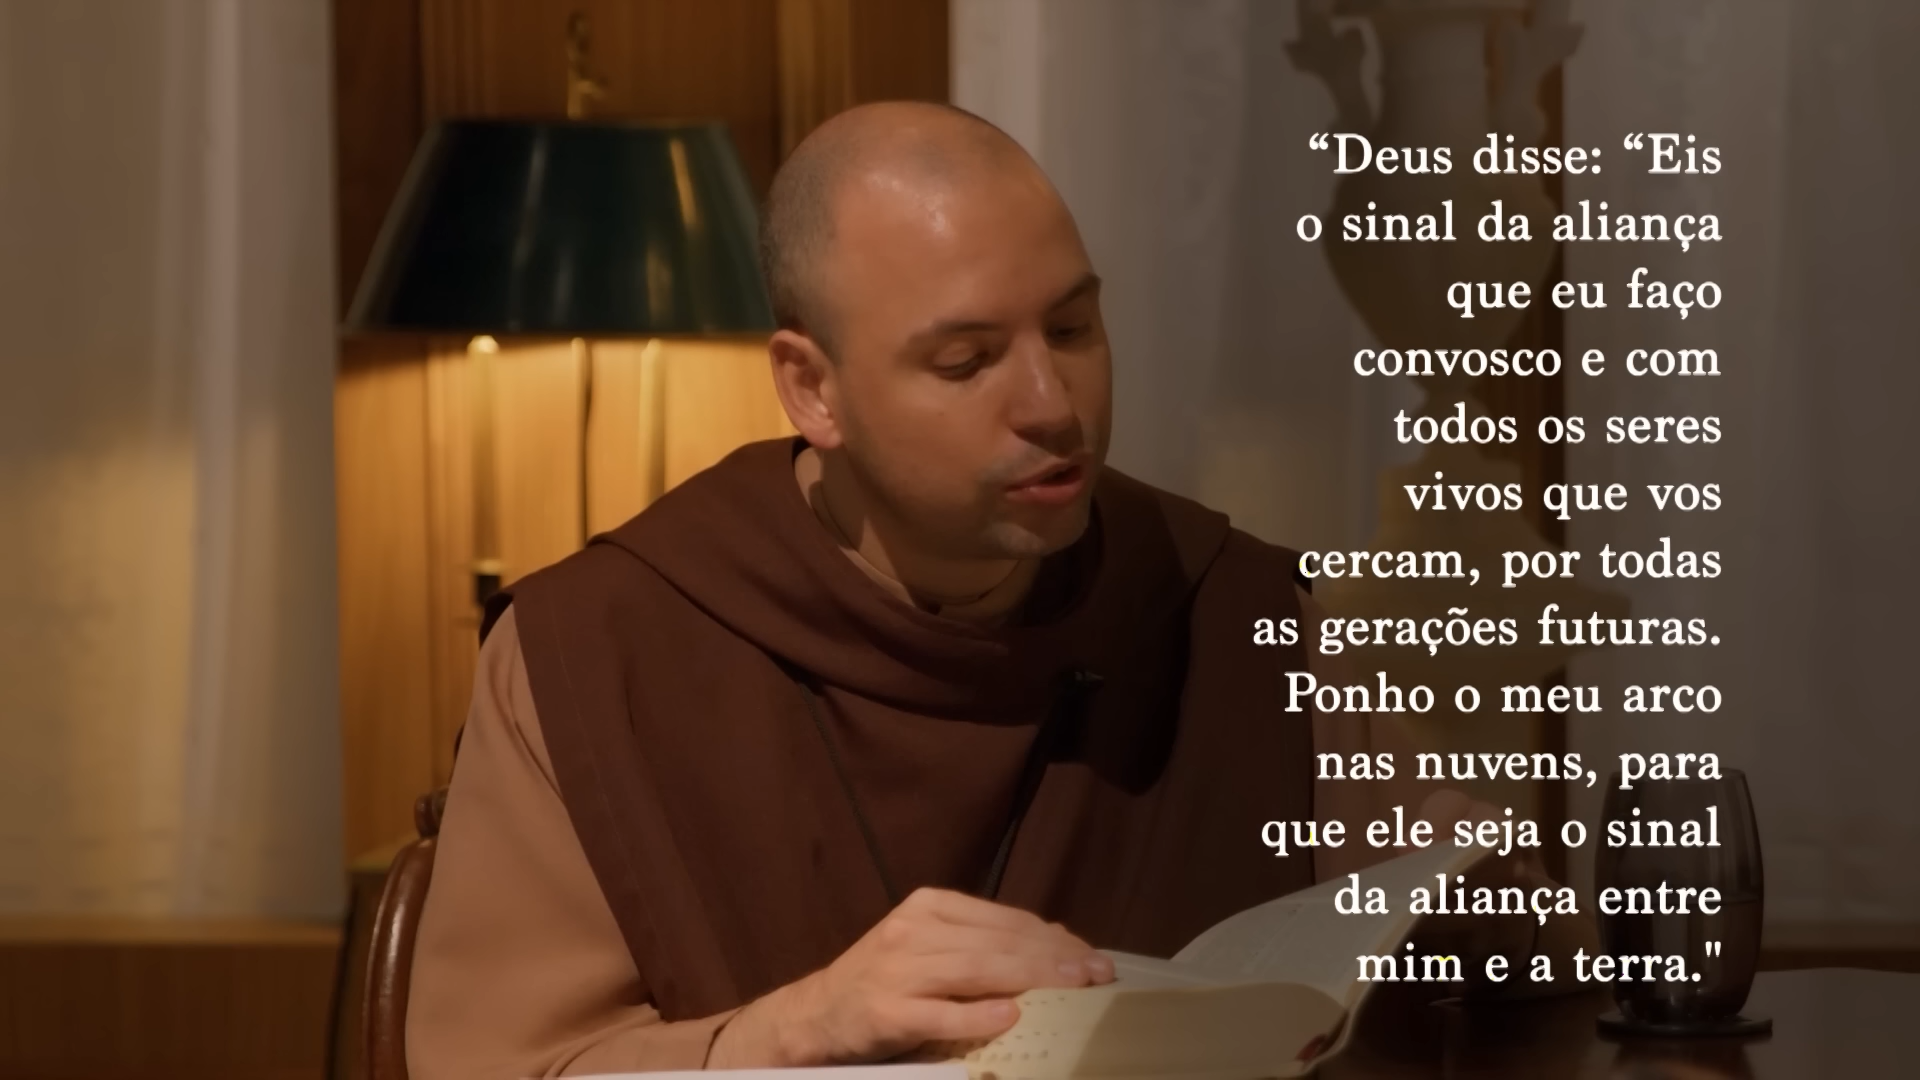 “Deus disse: “Eis
o sinal da aliança
que eu faço
convosco e com
todos os seres
vivos que vos
cercam, por todas
as gerações futuras.
Ponho o meu arco
nas nuvens, para
que ele seja o sinal
da aliança entre
mim e a terra."